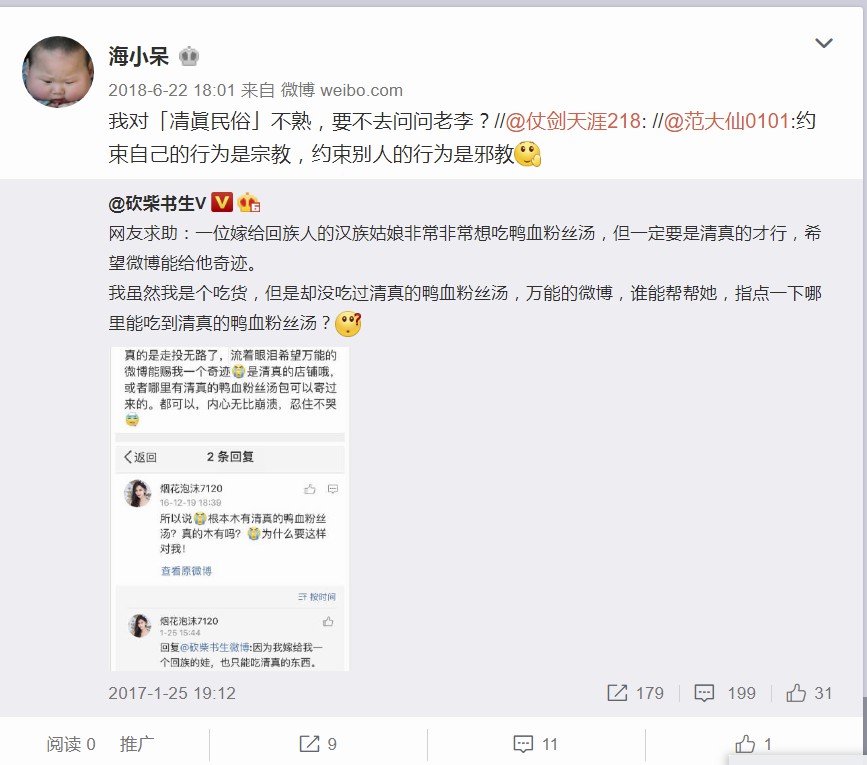 海小呆
2018-6-22 18:01 来自 微博 weibo.com
我对「清眞民俗」不熟，要不去问问老李？//@仗剑天涯218: //@范大仙0101:约
束自己的行为是宗教，约束别人的行为是邪教
@砍柴书生V V 6
网友求助：一位嫁给回族人的汉族姑娘非常非常想吃鸭血粉丝汤，但一定要是清真的才行，希
望微博能给他奇迹。
我虽然我是个吃货，但是却没吃过清真的鸭血粉丝汤，万能的微博，谁能帮帮她，指点一下哪
里能吃到清真的鸭血粉丝汤？
真的是走投无路了，流着眼泪希望万能的
微博能赐我一个奇迹 是清真的店铺哦，
或者哪里有清真的鸭血粉丝汤包可以寄过
来的。都可以，内心无比崩溃，忍住不哭
返回 2 条回复
烟花泡沫7120
16-12-19 18:39
所以说 根本木有清真的鸭血粉丝
汤？真的木有吗？ 为什么要这样
对我！
查看原微博
按时间
烟花泡沫7120
1-25 15:44
回复@砍柴书生微博:因为我嫁给我一
个回族的娃，也只能吃清真的东西。
2017-1-25 19:12 179 199 31
阅读 0 推广 9 11 1